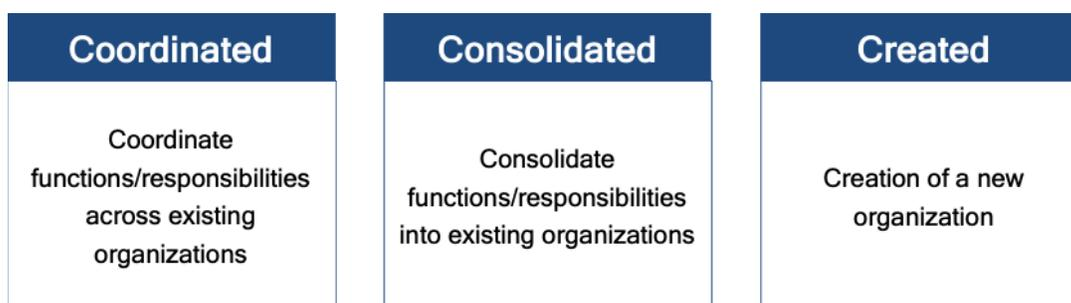 Coordinated
Coordinate
functions/responsibilities
across existing
organizations
Consolidated
Consolidate
functions/responsibilities
into existing organizations
Created
Creation of a new
organization